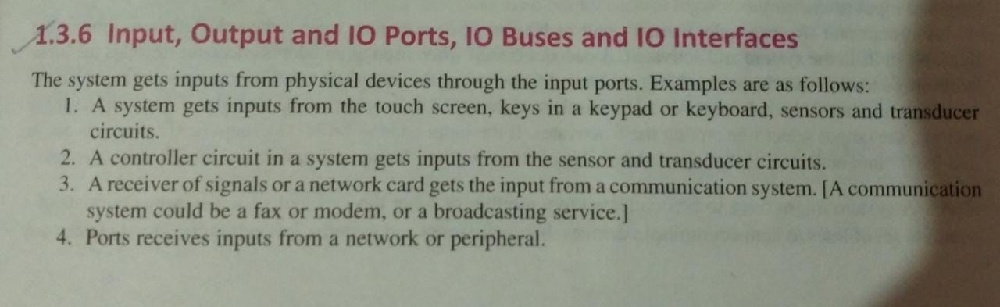 1.3.6 Input, Output and IO Ports, IO Buses and IO Interfaces
The system gets inputs from physical devices through the input ports. Examples are as follows:
1. A system gets inputs from the touch screen, keys in a keypad or keyboard, sensors and transducer
circuits.
2. A controller circuit in a system gets inputs from the sensor and transducer circuits.
3. A receiver of signals or a network card gets the input from a communication system. [A communication
system could be a fax or modem, or a broadcasting service.]
4. Ports receives inputs from a network or peripheral.